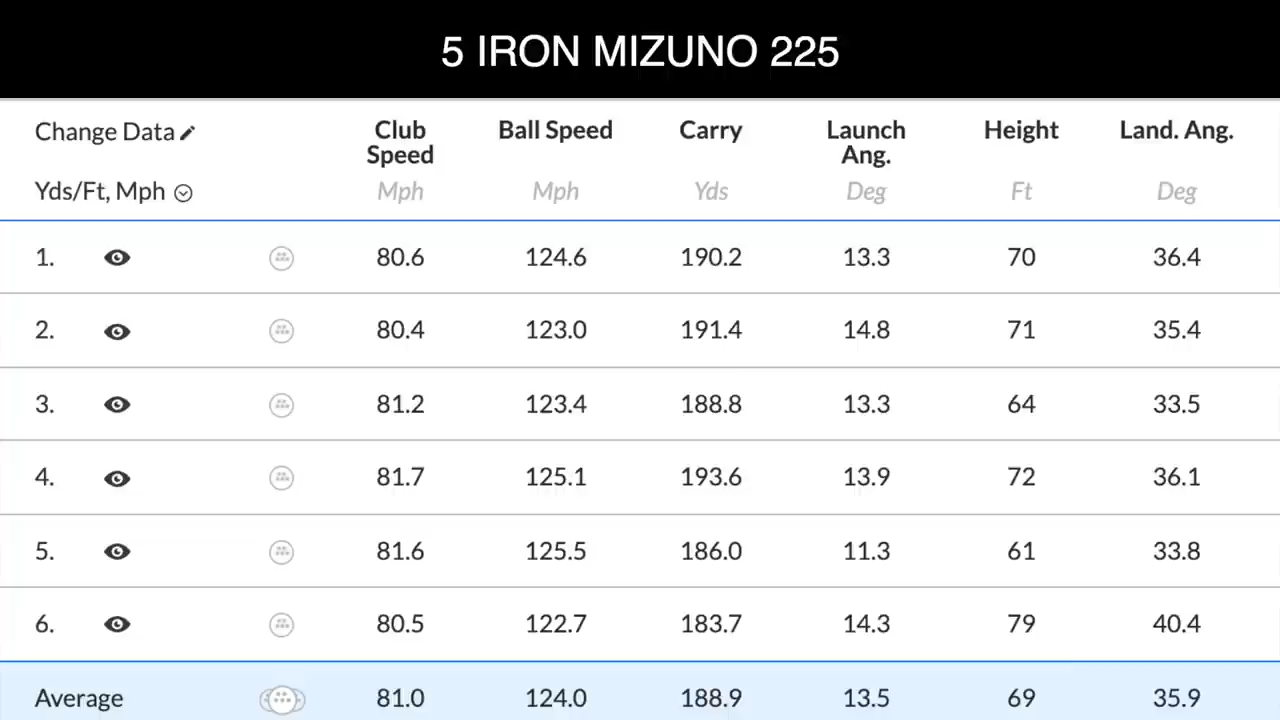 5 IRON MIZUNO 225
Change Data Club Speed Ball Speed Carry Launch Ang. Height Land. Ang.
Yds/Ft, Mph Mph Mph Yds Deg Ft Deg
1. 80.6 124.6 190.2 13.3 70 36.4
2. 80.4 123.0 191.4 14.8 71 35.4
3. 81.2 123.4 188.8 13.3 64 33.5
4. 81.7 125.1 193.6 13.9 72 36.1
5. 81.6 125.5 186.0 11.3 61 33.8
6. 80.5 122.7 183.7 14.3 79 40.4
Average 81.0 124.0 188.9 13.5 69 35.9